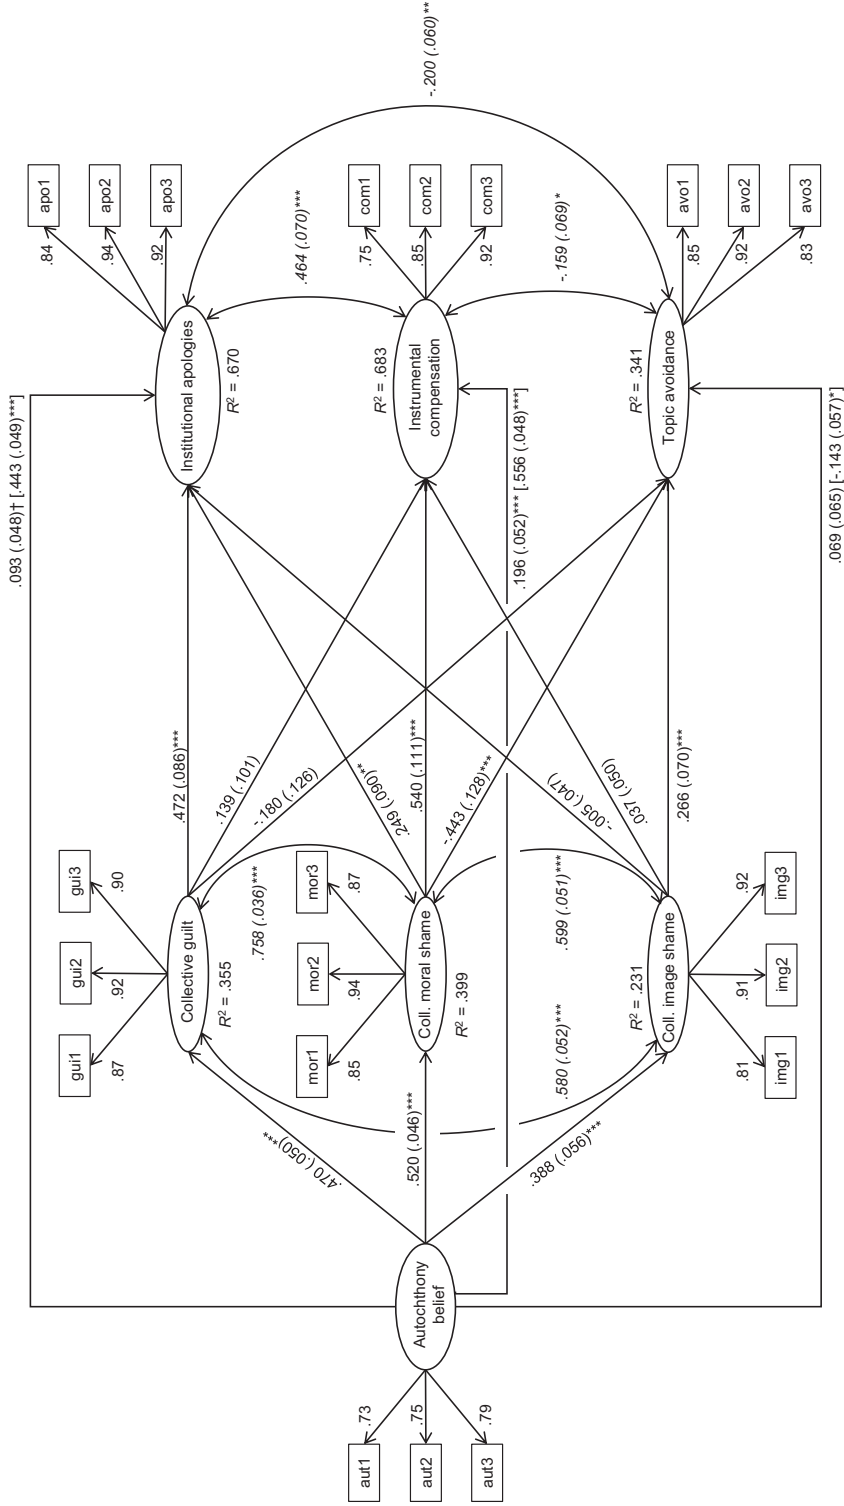 .093 (.048)† [.443 (.049)***]
aut1
aut2
aut3
.73
.75
.79
Autochthony
belief
.470 (.050)***
.520 (.046)***
.388 (.056)***
gui1
gui2
gui3
.87
.92
.90
Collective guilt
R² = .355
mor1
mor2
mor3
.85
.94
.87
Coll. moral shame
R² = .399
R² = .231
Coll. image shame
.81
.91
.92
img1
img2
img3
.758 (.036)***
.580 (.052)***
.599 (.051)***
.472 (.086)***
.139 (.101)
-.180 (.126)
.249 (.090)**
.540 (.111)***
-.443 (.128)***
-.005 (.047)
.037 (.050)
.266 (.070)***
Institutional apologies
R² = .670
R² = .683
Instrumental
compensation
.196 (.052)*** [.556 (.048)***]
R² = .341
Topic avoidance
.069 (.065) [-.143 (.057)*]
.84
.94
.92
apo1
apo2
apo3
.464 (.070)***
.75
.85
.92
com1
com2
com3
-.159 (.069)*
.85
.92
.83
avo1
avo2
avo3
-.200 (.060)**